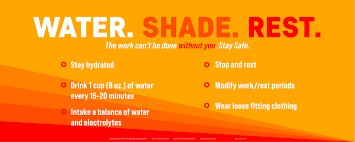 WATER. SHADE. REST.
The work can't be done without you. Stay Safe.
Stay hydrated
Drink 1 cup (8 oz.) of water
every 15-20 minutes
Intake a balance of water
and electrolytes
Stop and rest
Modify work/rest periods
Wear loose fitting clothing